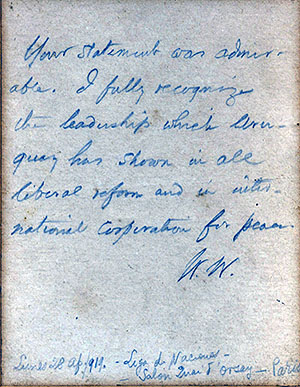 Your statement was admir-
able. I fully recognize
the leadership which Uru-
quay has shown in all
liberal reform and in inter-
national cooperation for peace
W. W.
Lunes 28 Ap. 1919. - Liga de Naciones -
Salon Quai d'Orsay - Paris